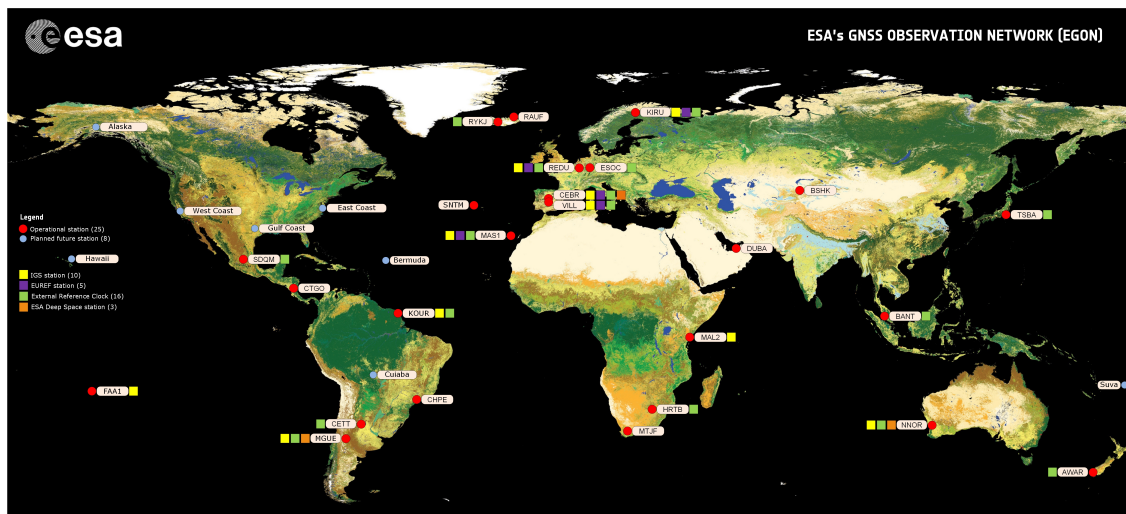 esa
ESA's GNSS OBSERVATION NETWORK (EGON)
RAUF
RYKJ
KIRU
Alaska
REDU
ESOC
CEBR
VILL
BSHK
SNTM
West Coast
East Coast
TSBA
Gulf Coast
MAS1
DUBA
Hawaii
SDQM
Bermuda
CTGO
KOUR
BANT
MAL2
Cuiaba
Suva
FAA1
CHPE
HRTB
CETT
MTJF
MGUE
NNOR
AWAR
Legend
Operational station (25)
Planned future station (8)
IGS station (10)
EUREF station (5)
External Reference Clock (16)
ESA Deep Space station (3)